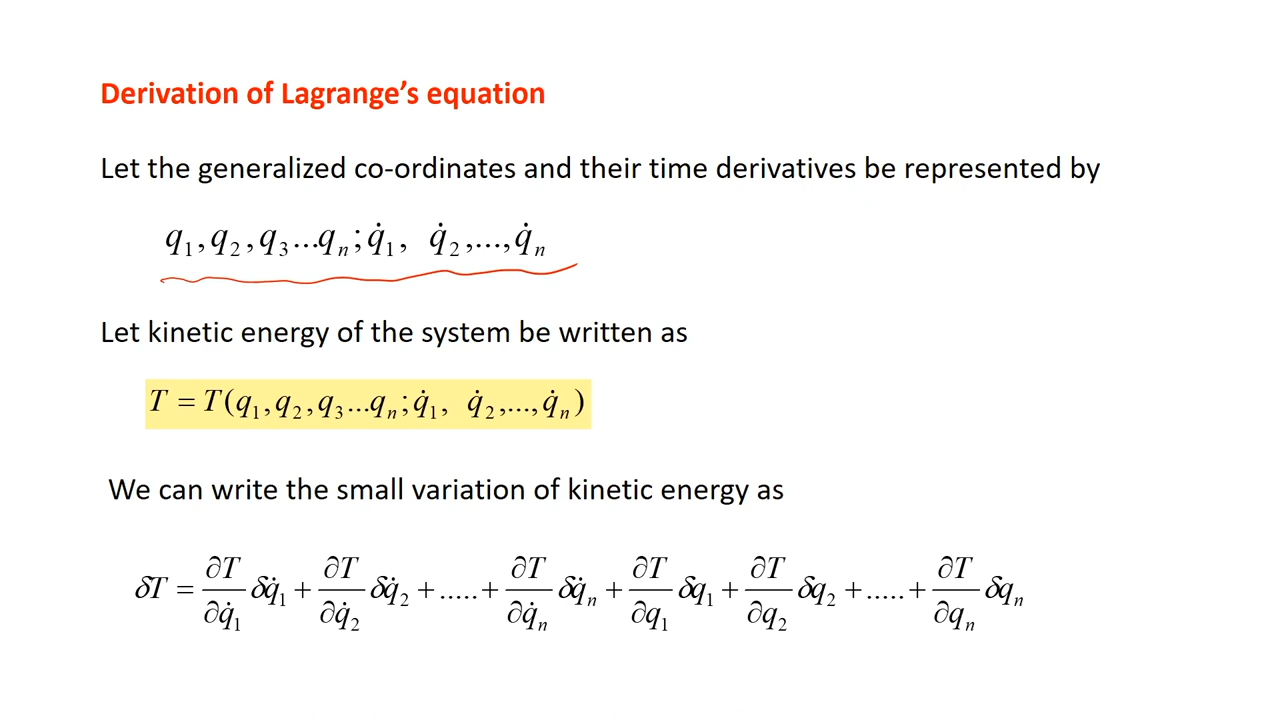 Derivation of Lagrange’s equation
Let the generalized co-ordinates and their time derivatives be represented by
q₁, q₂, q₃...qₙ; q̇₁, q̇₂,..., q̇ₙ
Let kinetic energy of the system be written as
T = T(q₁, q₂, q₃...qₙ; q̇₁, q̇₂,..., q̇ₙ)
We can write the small variation of kinetic energy as
δT = ∂T/∂q̇₁ δq̇₁ + ∂T/∂q̇₂ δq̇₂ + ..... + ∂T/∂q̇ₙ δq̇ₙ + ∂T/∂q₁ δq₁ + ∂T/∂q₂ δq₂ + ..... + ∂T/∂qₙ δqₙ